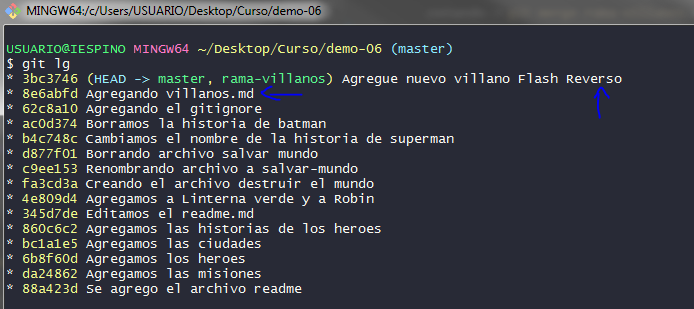 MINGW64:/c/Users/USUARIO/Desktop/Curso/demo-06
USUARIO@IESPINO MINGW64 ~/Desktop/Curso/demo-06 (master)
$ git lg
* 3bc3746 (HEAD -> master, rama-villanos) Agregue nuevo villano Flash Reverso
* 8e6abfd Agregando villanos.md
* 62c8a10 Agregando el gitignore
* ac0d374 Borramos la historia de batman
* b4c748c Cambiamos el nombre de la historia de superman
* d877f01 Borrando archivo salvar mundo
* c9ee153 Renombrando archivo a salvar-mundo
* fa3cd3a Creando el archivo destruir el mundo
* 4e809d4 Agregamos a Linterna verde y a Robin
* 345d7de Editamos el readme.md
* 860c6c2 Agregamos las historias de los heroes
* bc1a1e5 Agregamos las ciudades
* 6b8f60d Agregamos los heroes
* da24862 Agregamos las misiones
* 88a423d Se agrego el archivo readme